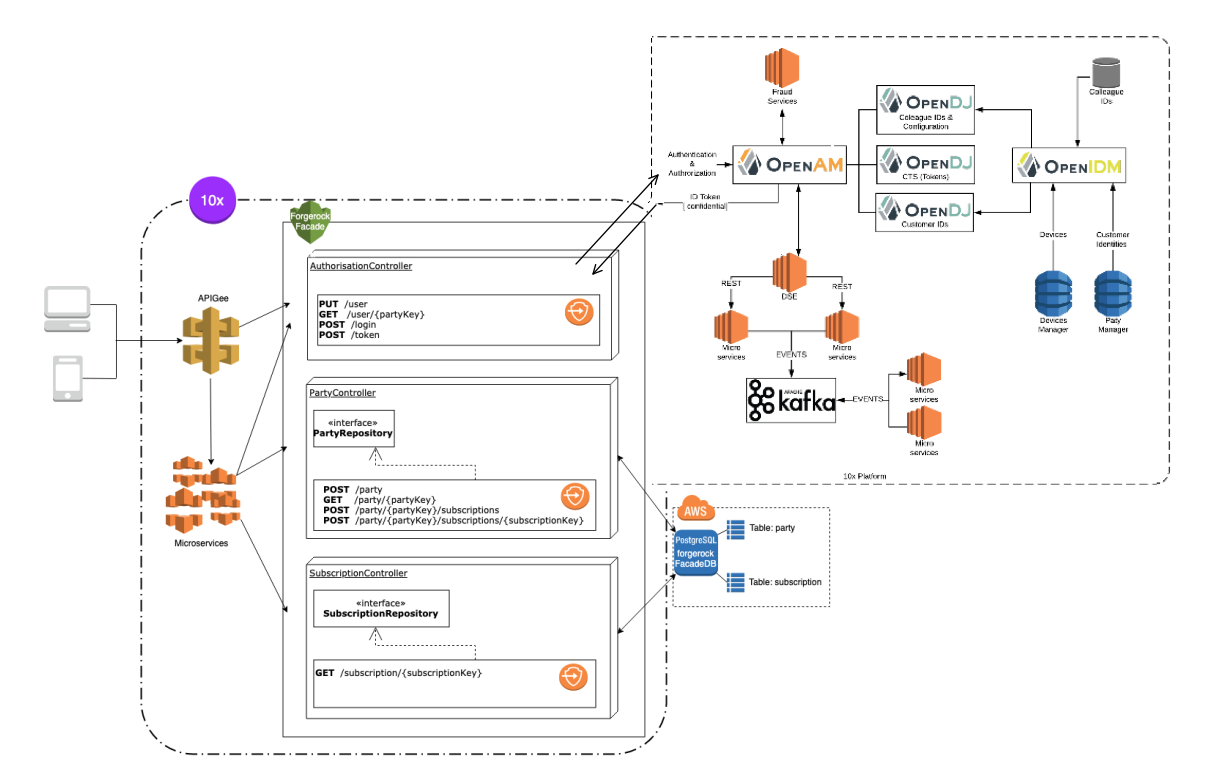 10x
Forgerock
Facade
APIGee
Microservices
AuthorisationController
PUT /user
GET /user/{partyKey}
POST /login
POST /token
PartyController
«interface»
PartyRepository
POST /party
GET /party/{partyKey}
POST /party/{partyKey}/subscriptions
POST /party/{partyKey}/subscriptions/{subscriptionKey}
SubscriptionController
«interface»
SubscriptionRepository
GET /subscription/{subscriptionKey}
Fraud
Services
Authentication
&
Authrorization
ID Token
( confidential)
OPENAM
OPENDJ
Coleague IDs &
Configuration
OPENDJ
CTS (Tokens)
OPENDJ
Customer IDs
Colleague
IDs
OPENIDM
Devices
Customer
Identities
Devices
Manager
Paty
Manager
DSE
REST
REST
Micro
services
Micro
services
EVENTS
APACHE
kafka
EVENTS
Micro
services
Micro
services
10x Platform
AWS
PostgreSQL
forgerock
FacadeDB
Table: party
Table: subscription